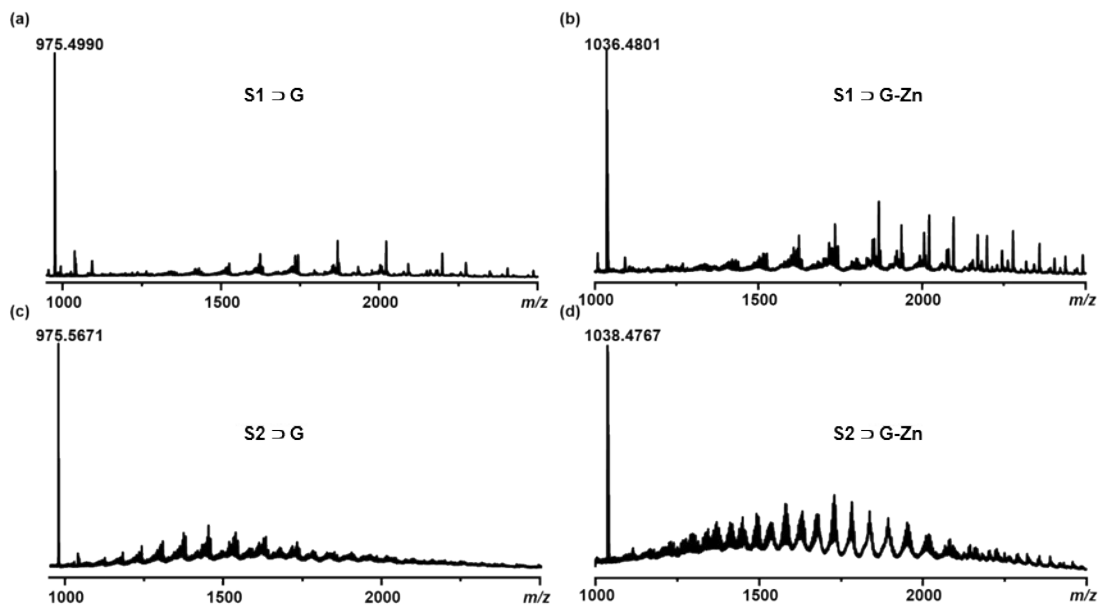 (a)
975.4990
S1 ⊃ G
1000
1500
2000
m/z
(b)
1036.4801
S1 ⊃ G-Zn
1000
1500
2000
m/z
(c)
975.5671
S2 ⊃ G
1000
1500
2000
m/z
(d)
1038.4767
S2 ⊃ G-Zn
1000
1500
2000
m/z